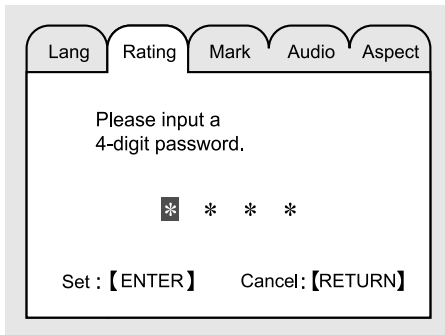 Lang Rating Mark Audio Aspect
Please input a
4-digit password.
* * * *
Set :【ENTER】 Cancel:【RETURN】